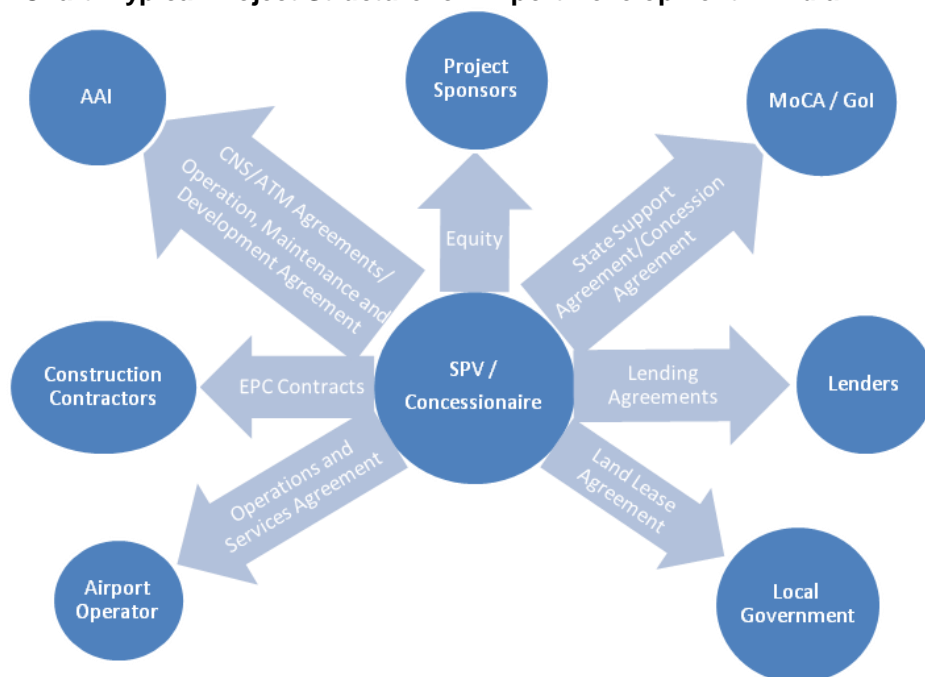 AAI
Project
Sponsors
MoCA / GoI
CNS/ATM Agreements/
Operation, Maintenance and
Development Agreement
Equity
State Support
Agreement/Concession
Agreement
Construction
Contractors
EPC Contracts
SPV /
Concessionaire
Lending
Agreements
Lenders
Operations and
Services Agreement
Land Lease
Agreement
Airport
Operator
Local
Government